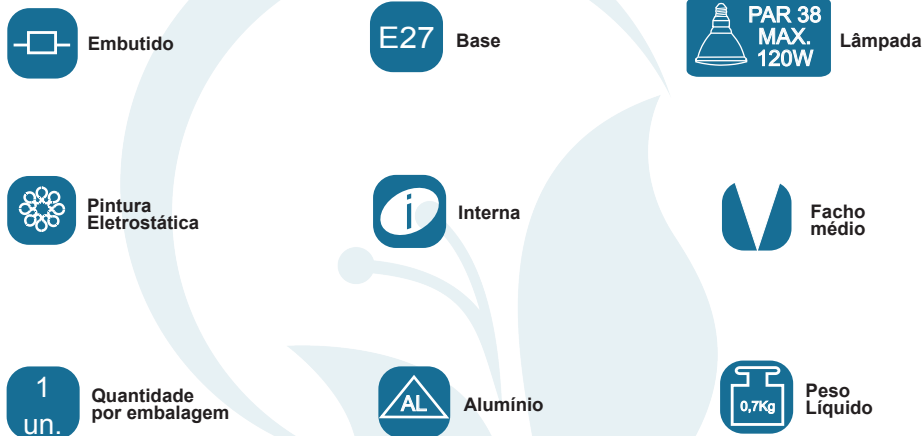 Embutido
E27
Base
PAR 38
MAX.
120W
Lâmpada
Pintura
Eletrostática
i
Interna
Facho
médio
1
un.
Quantidade
por embalagem
AL
Alumínio
0,7Kg
Peso
Líquido